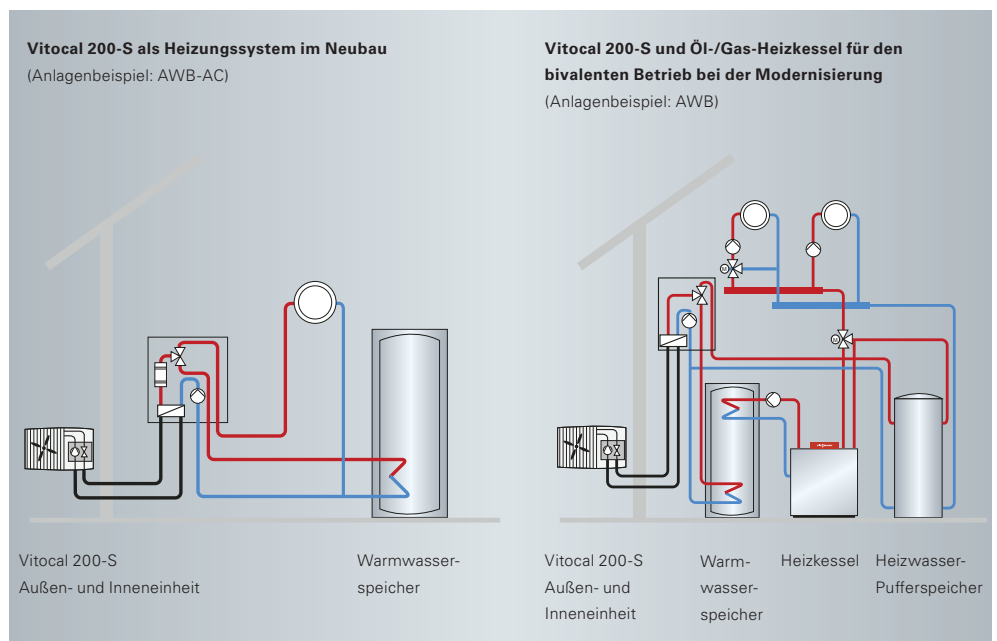 Vitocal 200-S als Heizungssystem im Neubau
(Anlagenbeispiel: AWB-AC)
Vitocal 200-S und Öl-/Gas-Heizkessel für den
bivalenten Betrieb bei der Modernisierung
(Anlagenbeispiel: AWB)
M
M
Vitocal 200-S
Außen- und Inneneinheit
Warmwasser-
speicher
Vitocal 200-S
Außen- und
Inneneinheit
Warm-
wasser-
speicher
Heizkessel
Heizwasser-
Pufferspeicher